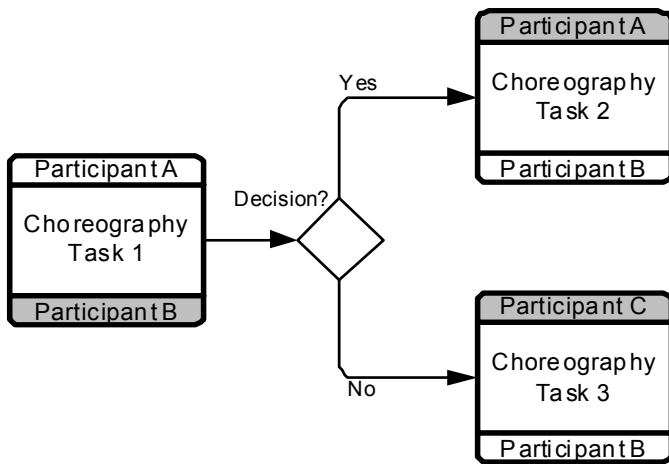 Participant A
Choreography
Task 1
Participant B
Decision?
Yes
Participant A
Choreography
Task 2
Participant B
No
Participant C
Choreography
Task 3
Participant B